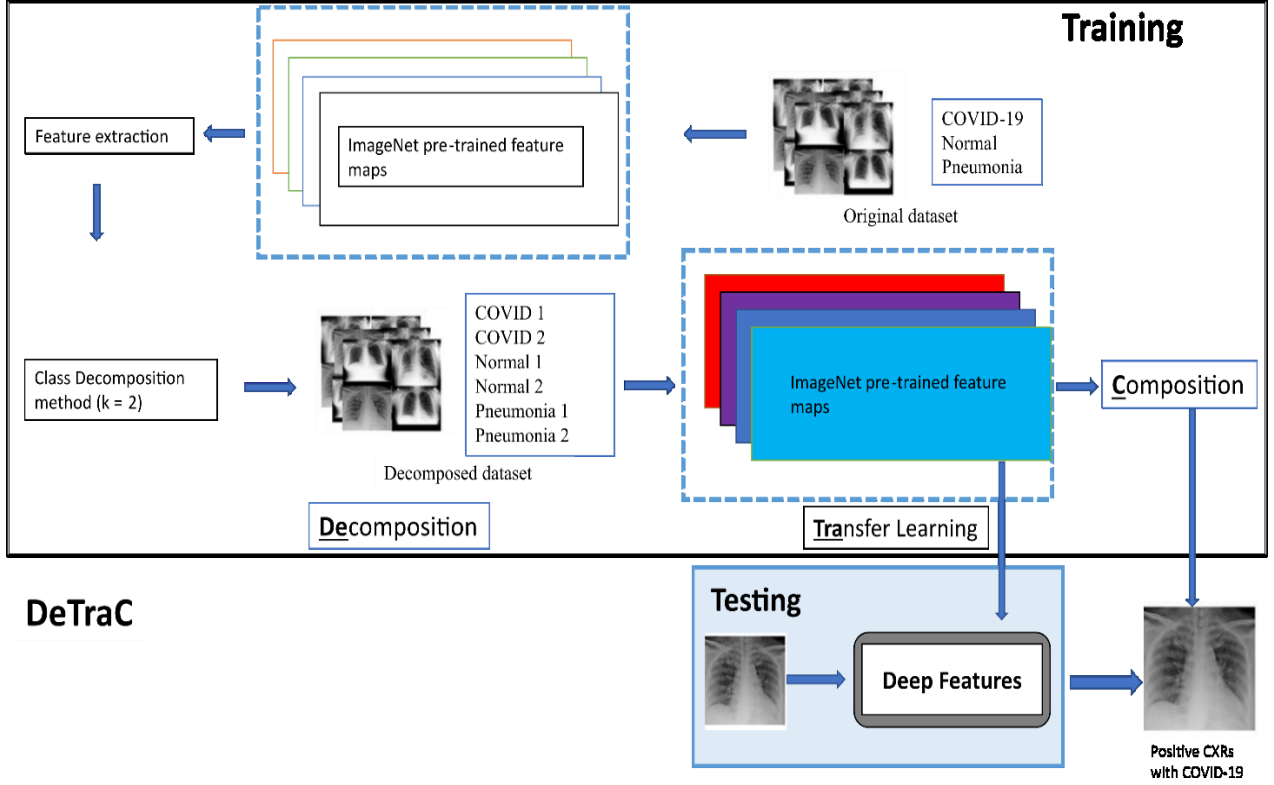 Training
Feature extraction
ImageNet pre-trained feature
maps
COVID-19
Normal
Pneumonia
Original dataset
Class Decomposition
method (k = 2)
COVID 1
COVID 2
Normal 1
Normal 2
Pneumonia 1
Pneumonia 2
Decomposed dataset
Decomposition
ImageNet pre-trained feature
maps
Transfer Learning
Composition
DeTraC
Testing
Deep Features
Positive CXRs
with COVID-19